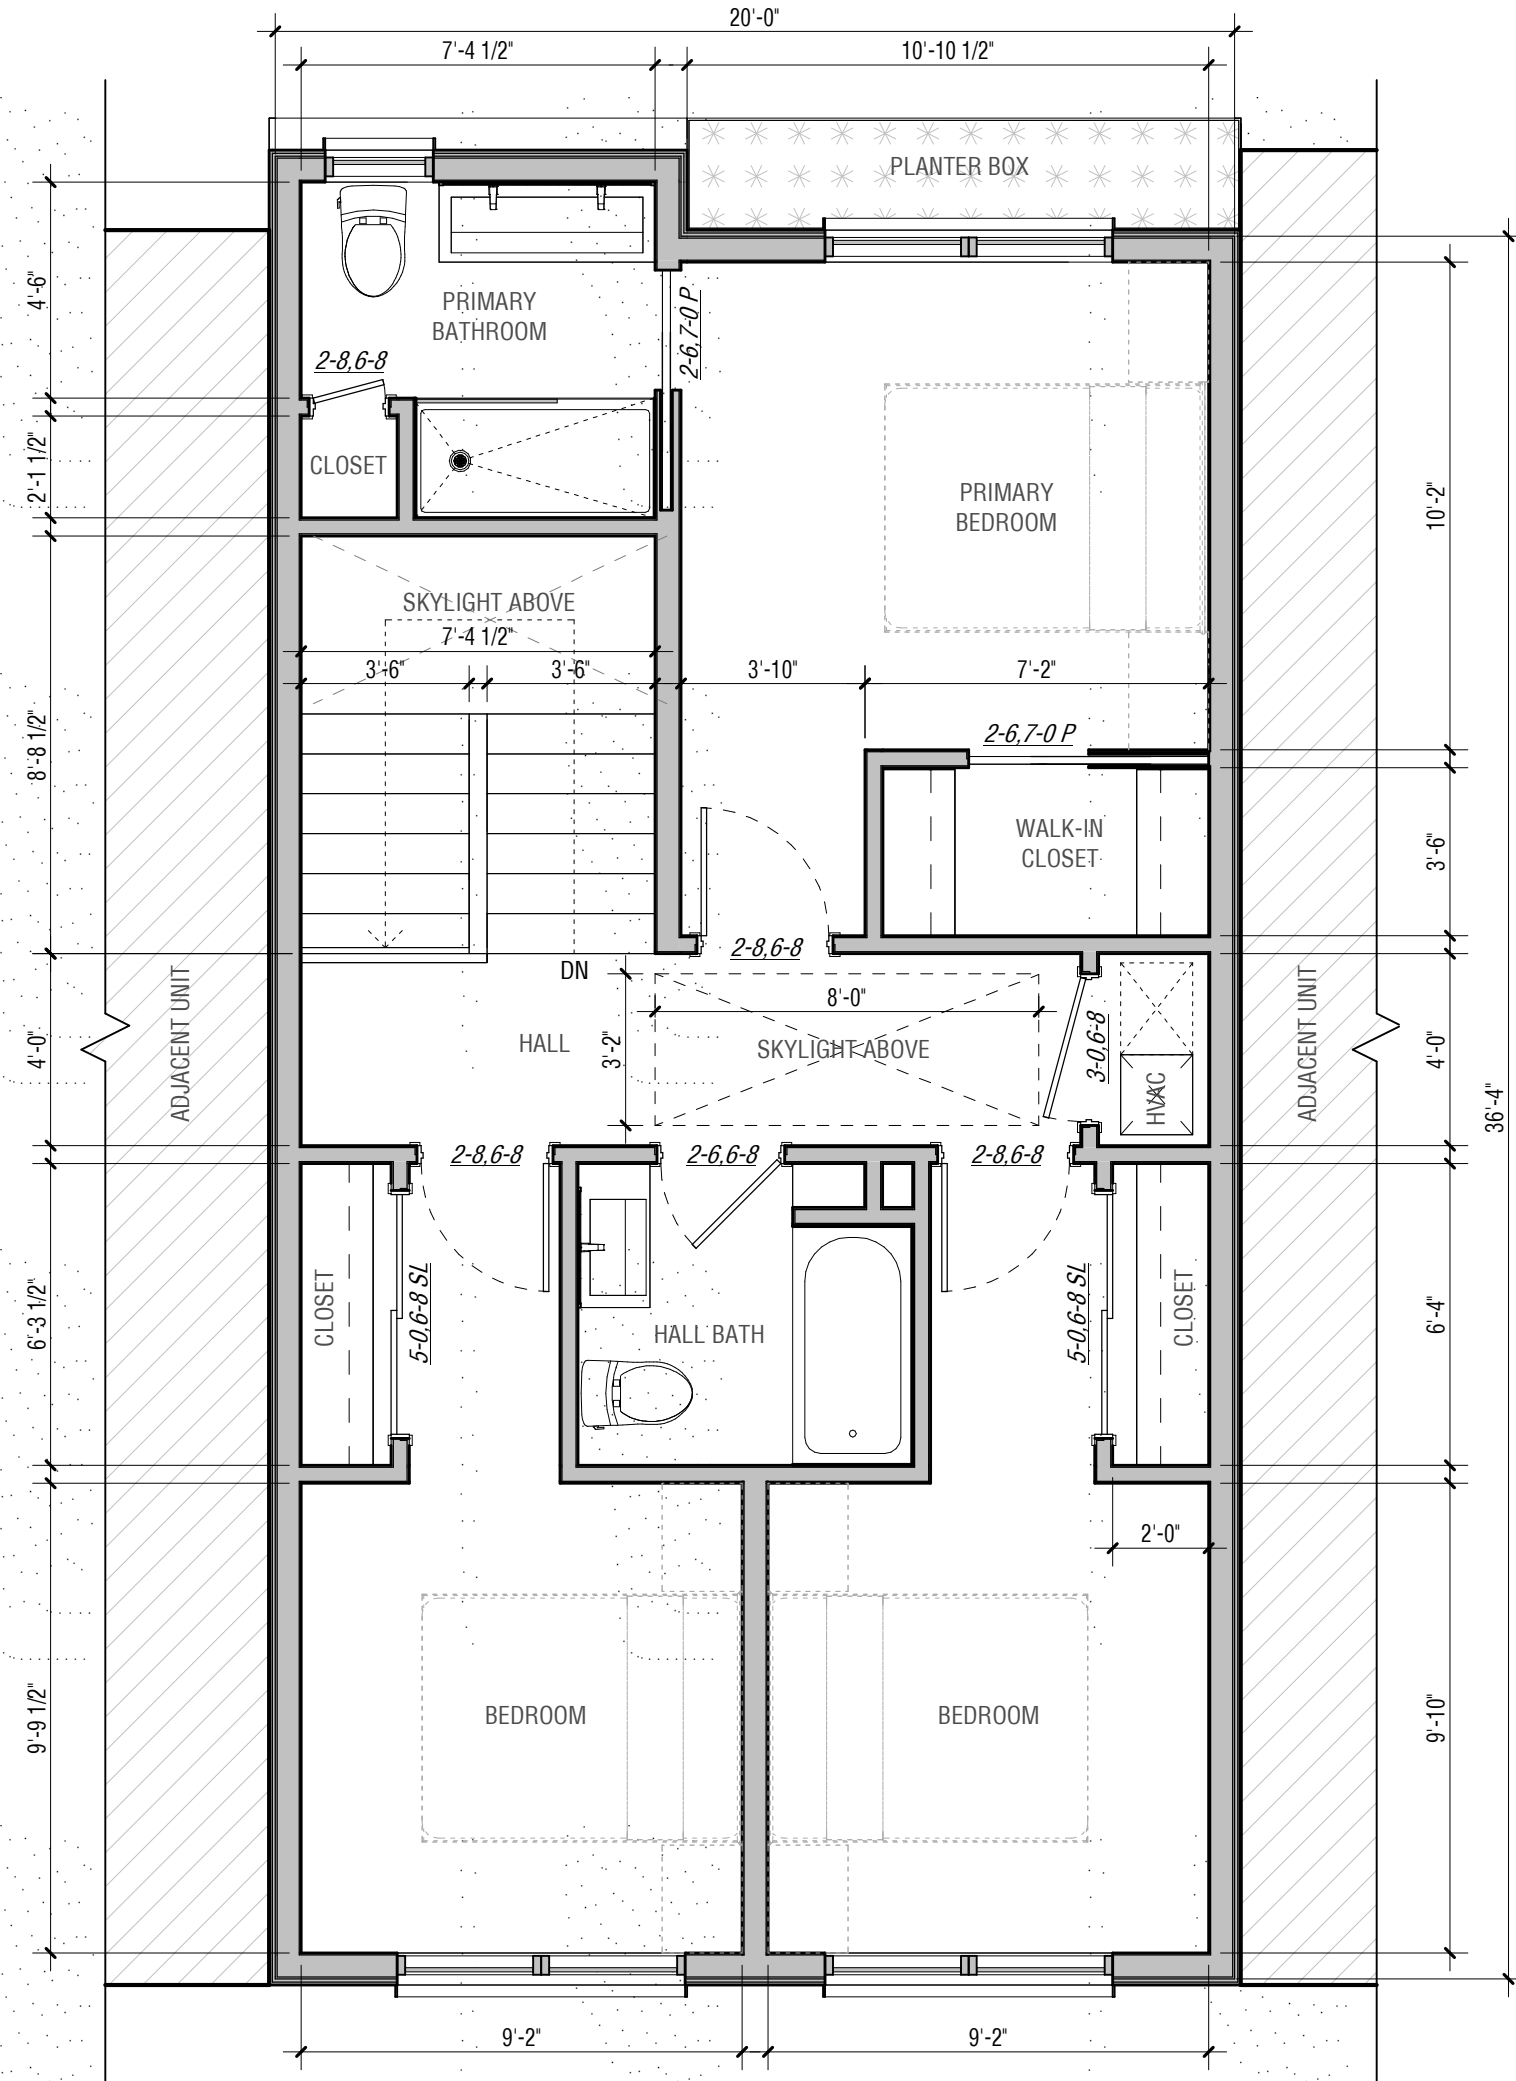 20'-0"
7'-4 1/2"
10'-10 1/2"
PLANTER BOX
4'-6"
PRIMARY
BATHROOM
2-6,7-0 P
2-8,6-8
2'-1 1/2"
CLOSET
PRIMARY
BEDROOM
10'-2"
SKYLIGHT ABOVE
7'-4 1/2"
3'-6"
3'-6"
3'-10"
7'-2"
8'-8 1/2"
2-6,7-0 P
WALK-IN
CLOSET
3'-6"
2-8,6-8
DN
ADJACENT UNIT
4'-0"
HALL
3'-2"
8'-0"
SKYLIGHT ABOVE
3-0,6-8
HVAC
ADJACENT UNIT
4'-0"
36'-4"
2-8,6-8
2-6,6-8
2-8,6-8
6'-3 1/2"
CLOSET
5-0,6-8 SL
HALL BATH
5-0,6-8 SL
CLOSET
6'-4"
2'-0"
9'-9 1/2"
BEDROOM
BEDROOM
9'-10"
9'-2"
9'-2"